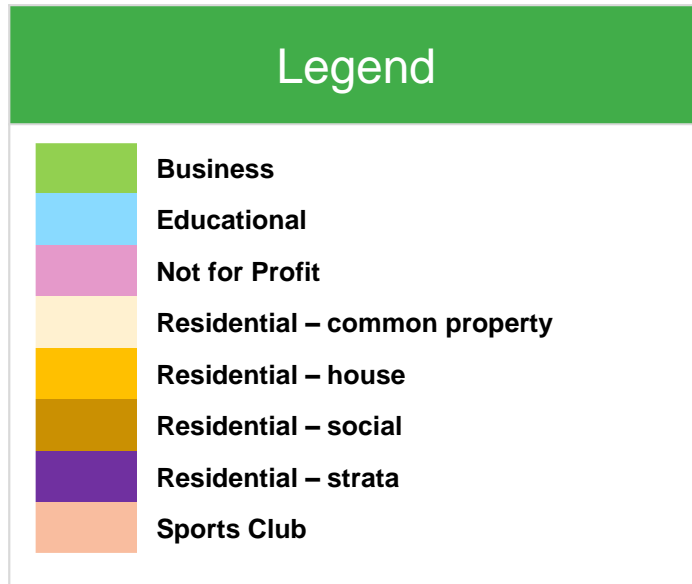 Legend
Business
Educational
Not for Profit
Residential – common property
Residential – house
Residential – social
Residential – strata
Sports Club